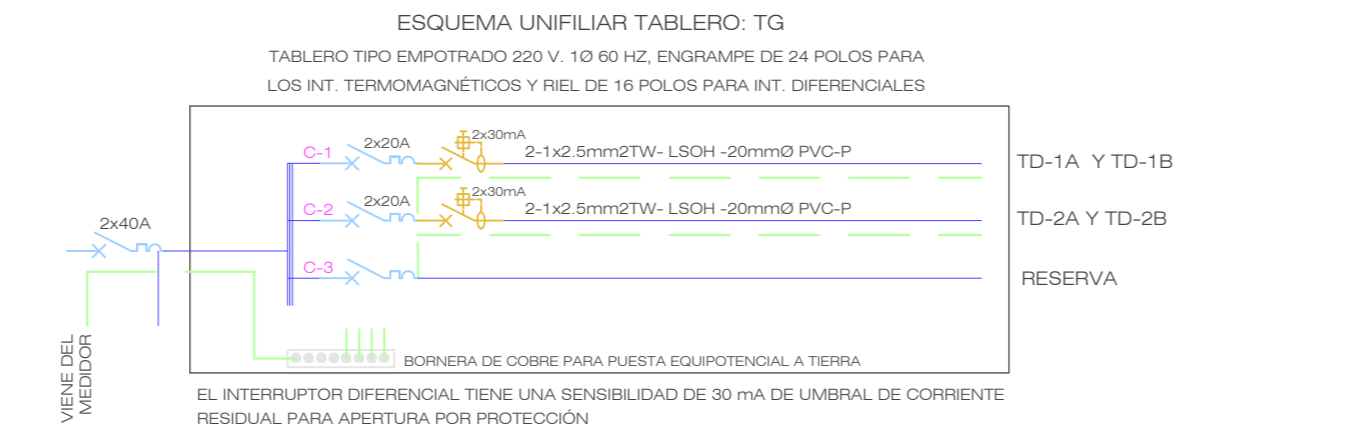 ESQUEMA UNIFILIAR TABLERO: TG
TABLERO TIPO EMPOTRADO 220 V. 1Ø 60 HZ, ENGRAMPE DE 24 POLOS PARA
LOS INT. TERMOMAGNÉTICOS Y RIEL DE 16 POLOS PARA INT. DIFERENCIALES
C-1
2x20A
2x30mA
2-1x2.5mm2TW- LSOH -20mmØ PVC-P
TD-1A Y TD-1B
C-2
2x20A
2x30mA
2-1x2.5mm2TW- LSOH -20mmØ PVC-P
TD-2A Y TD-2B
2x40A
C-3
RESERVA
VIENE DEL
MEDIDOR
BORNERA DE COBRE PARA PUESTA EQUIPOTENCIAL A TIERRA
EL INTERRUPTOR DIFERENCIAL TIENE UNA SENSIBILIDAD DE 30 mA DE UMBRAL DE CORRIENTE
RESIDUAL PARA APERTURA POR PROTECCIÓN